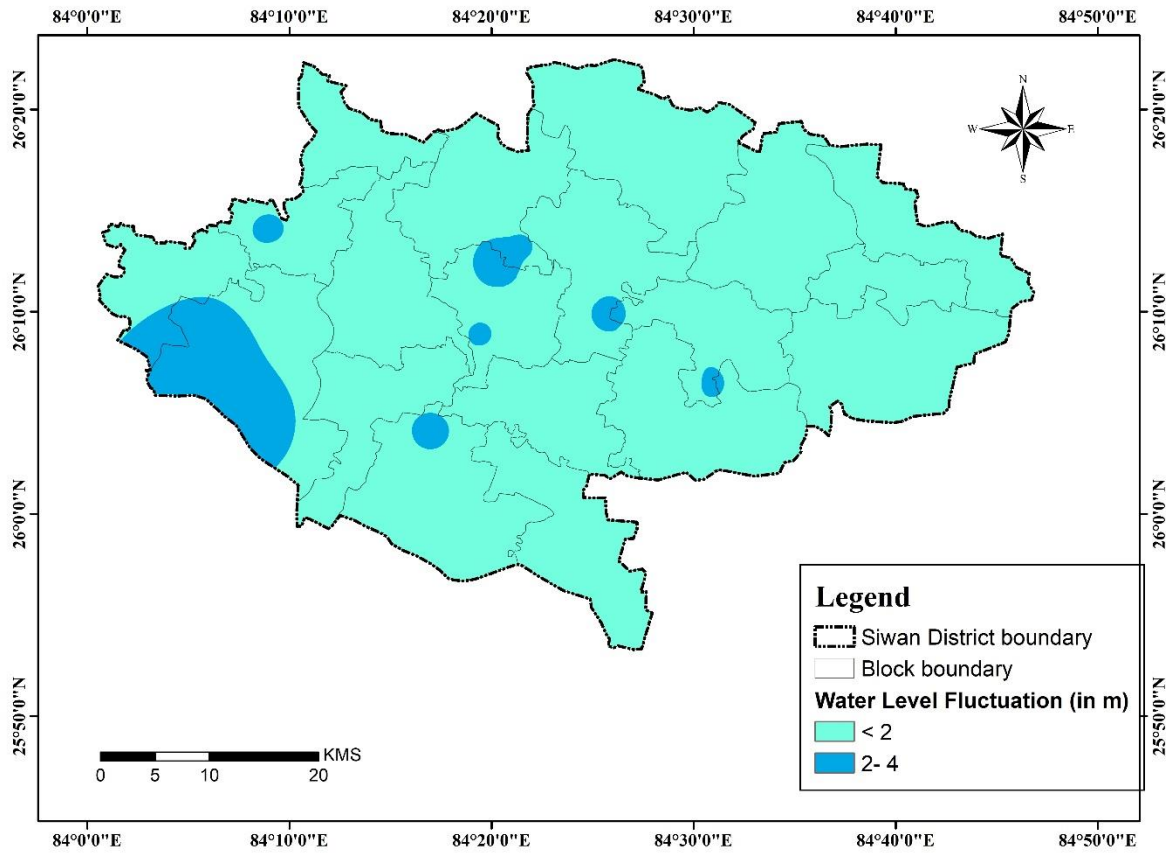 84°0'0"E 84°10'0"E 84°20'0"E 84°30'0"E 84°40'0"E 84°50'0"E
26°20'0"N 26°20'0"N
N
W E
S
26°10'0"N 26°10'0"N
26°0'0"N 26°0'0"N
25°50'0"N 25°50'0"N
Legend
Siwan District boundary
Block boundary
Water Level Fluctuation (in m)
< 2
2- 4
KMS
0 5 10 20
84°0'0"E 84°10'0"E 84°20'0"E 84°30'0"E 84°40'0"E 84°50'0"E